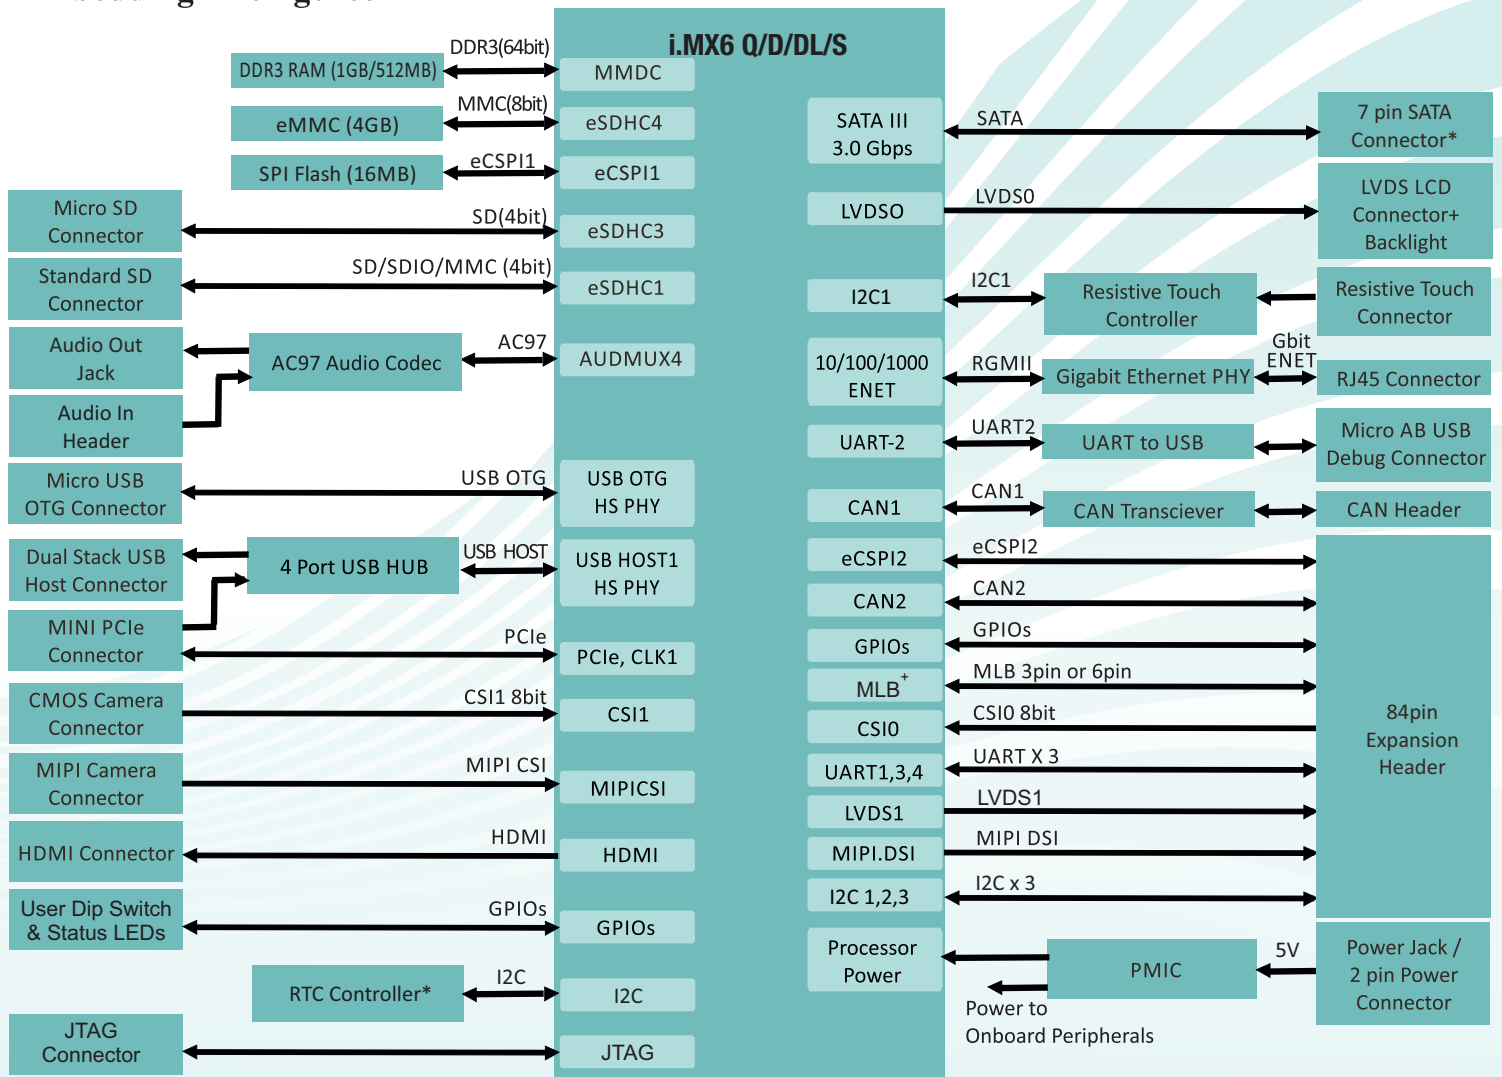 i.MX6 Q/D/DL/S
DDR3 RAM (1GB/512MB)
DDR3(64bit)
MMDC
eMMC (4GB)
MMC(8bit)
eSDHC4
SPI Flash (16MB)
eCSPI1
eCSPI1
Micro SD
Connector
SD(4bit)
eSDHC3
Standard SD
Connector
SD/SDIO/MMC (4bit)
eSDHC1
Audio Out
Jack
AC97 Audio Codec
AC97
AUDMUX4
Audio In
Header
Micro USB
OTG Connector
USB OTG
USB OTG
HS PHY
Dual Stack USB
Host Connector
4 Port USB HUB
USB HOST
USB HOST1
HS PHY
MINI PCIe
Connector
PCIe
PCIe, CLK1
CMOS Camera
Connector
CSI1 8bit
CSI1
MIPI Camera
Connector
MIPI CSI
MIPICSI
HDMI Connector
HDMI
HDMI
User Dip Switch
& Status LEDs
GPIOs
GPIOs
RTC Controller*
I2C
I2C
JTAG
Connector
JTAG
SATA III
3.0 Gbps
SATA
7 pin SATA
Connector*
LVDSO
LVDS0
LVDS LCD
Connector+
Backlight
I2C1
I2C1
Resistive Touch
Controller
Resistive Touch
Connector
10/100/1000
ENET
RGMII
Gigabit Ethernet PHY
Gbit
ENET
RJ45 Connector
UART-2
UART2
UART to USB
Micro AB USB
Debug Connector
CAN1
CAN1
CAN Transciever
CAN Header
eCSPI2
eCSPI2
CAN2
CAN2
GPIOs
GPIOs
MLB+
MLB 3pin or 6pin
CSI0
CSI0 8bit
UART1,3,4
UART X 3
LVDS1
LVDS1
MIPI.DSI
MIPI DSI
I2C 1,2,3
I2C x 3
84pin
Expansion
Header
Processor
Power
PMIC
5V
Power Jack /
2 pin Power
Connector
Power to
Onboard Peripherals